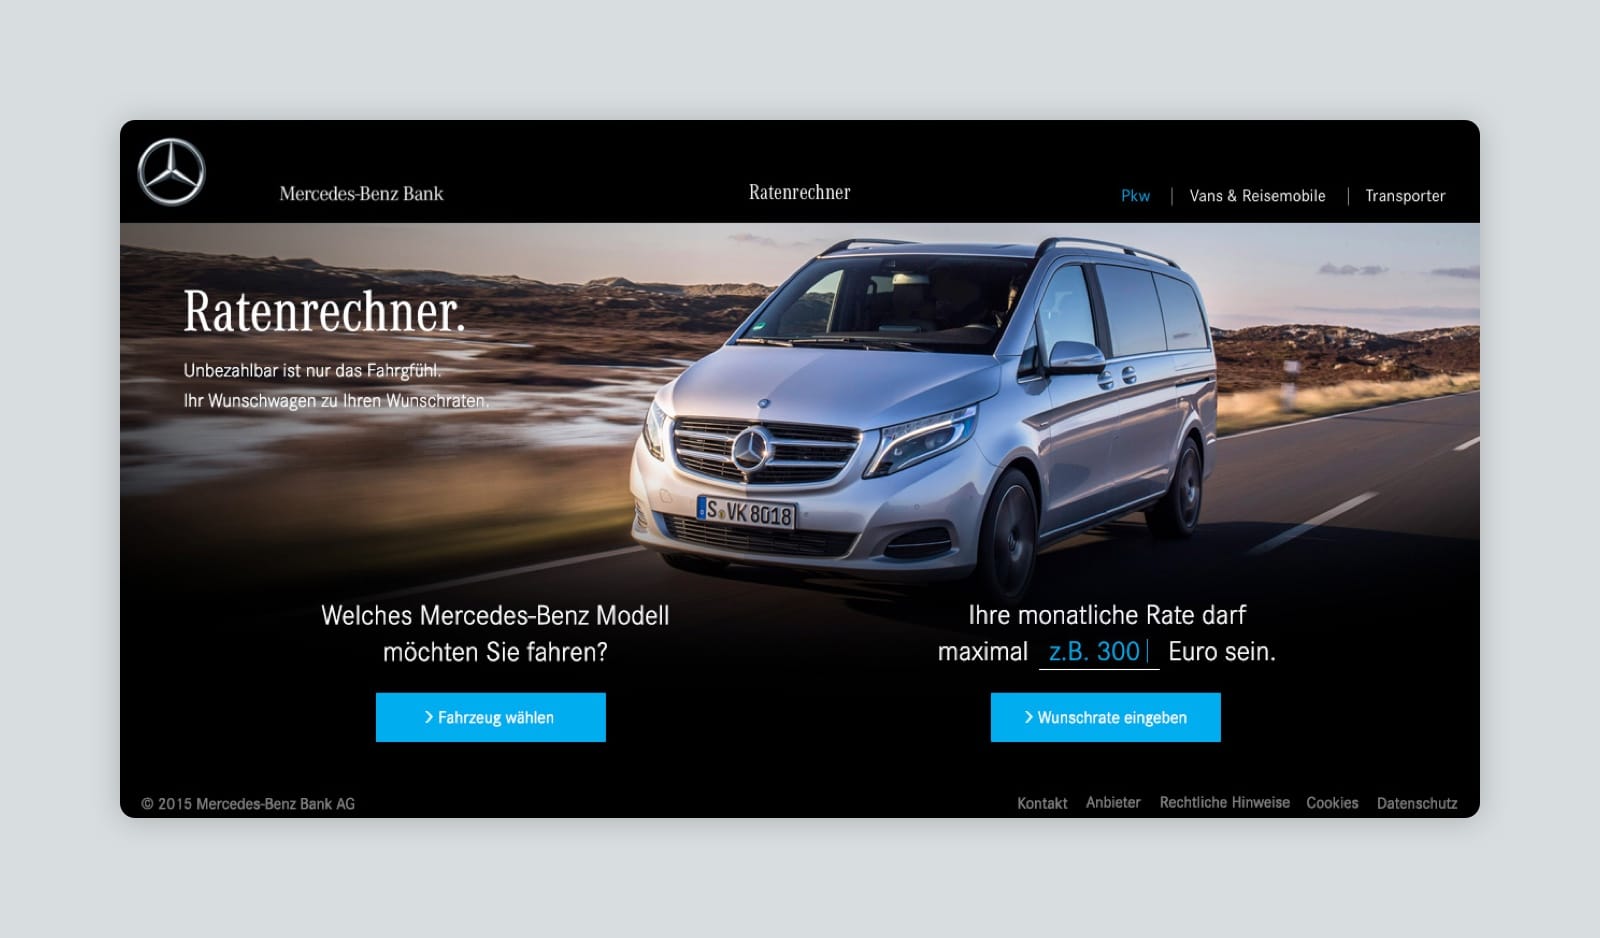 Mercedes-Benz Bank
Ratenrechner
Pkw | Vans & Reisemobile | Transporter
Ratenrechner.
Unbezahlbar ist nur das Fahrgfühl.
Ihr Wunschwagen zu Ihren Wunschraten.
S VK 8018
Welches Mercedes-Benz Modell
möchten Sie fahren?
> Fahrzeug wählen
Ihre monatliche Rate darf
maximal z.B. 300 Euro sein.
> Wunschrate eingeben
© 2015 Mercedes-Benz Bank AG
Kontakt Anbieter Rechtliche Hinweise Cookies Datenschutz